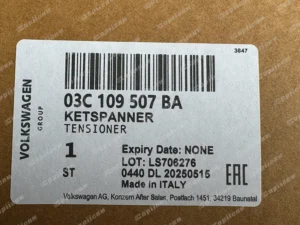 3647
VOLKSWAGEN
GROUP
03C 109 507 BA
KETSPANNER
TENSIONER
1
Expiry Date: NONE
LOT: LS706276
ST
0440 DL 20250515
Made in ITALY
EAC
Volkswagen AG, Konzern After Sales, Postfach 1451, 34219 Baunatal